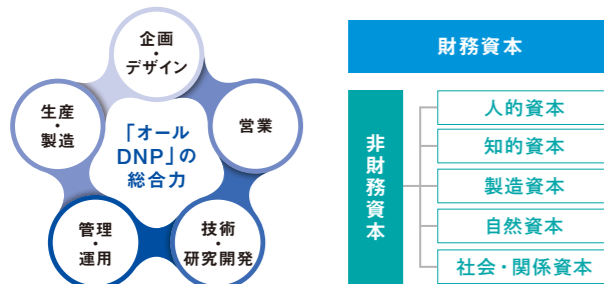 企画
・
デザイン
生産
・
製造
「オール
DNP」の
総合力
営業
管理
・
運用
技術
・
研究開発
財務資本
非財務資本
人的資本
知的資本
製造資本
自然資本
社会・関係資本